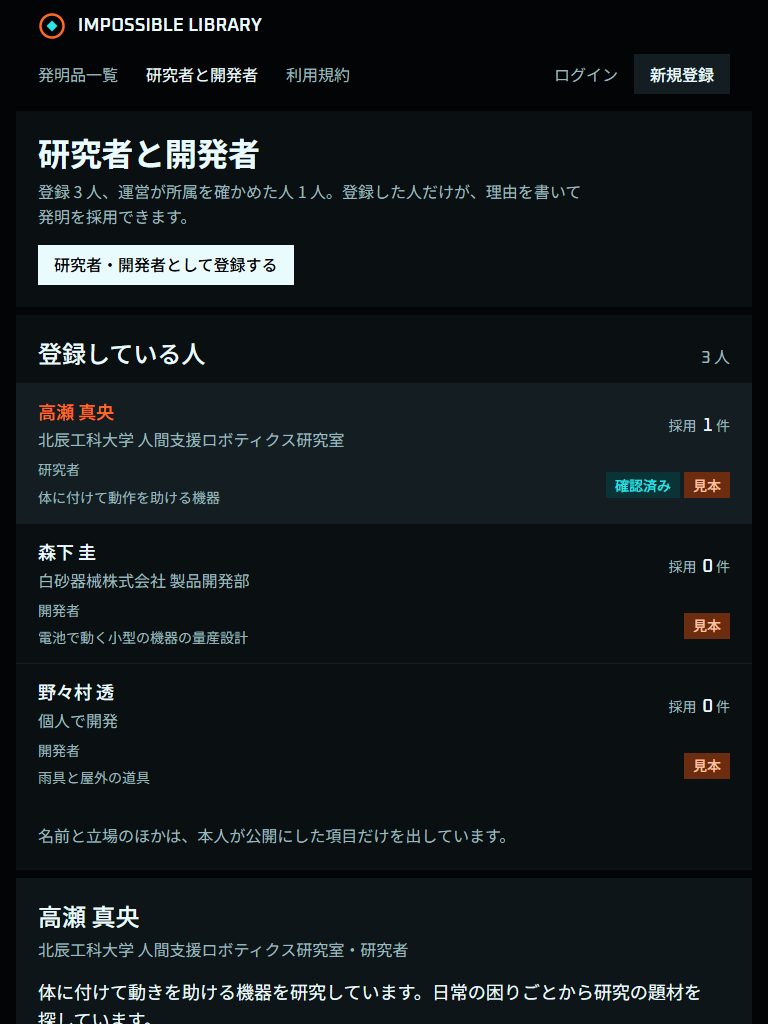 IMPOSSIBLE LIBRARY
発明品一覧 研究者と開発者 利用規約 ログイン 新規登録
研究者と開発者
登録 3 人、運営が所属を確かめた人 1 人。登録した人だけが、理由を書いて
発明を採用できます。
研究者・開発者として登録する
登録している人 3 人
高瀬 真央
採用 1 件
北辰工科大学 人間支援ロボティクス研究室
研究者
確認済み 見本
体に付けて動作を助ける機器
森下 圭
採用 0 件
白砂器械株式会社 製品開発部
開発者
見本
電池で動く小型の機器の量産設計
野々村 透
採用 0 件
個人で開発
開発者
見本
雨具と屋外の道具
名前と立場のほかは、本人が公開にした項目だけを出しています。
高瀬 真央
北辰工科大学 人間支援ロボティクス研究室・研究者
体に付けて動きを助ける機器を研究しています。日常の困りごとから研究の題材を
探しています。